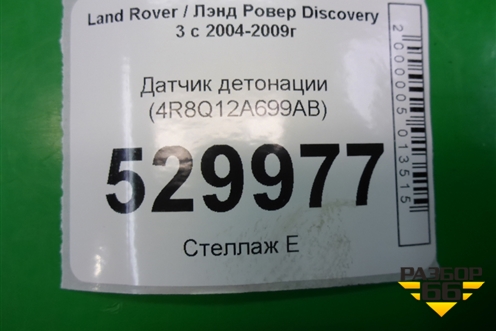 Land Rover / Лэнд Ровер Discovery
3 с 2004-2009г
Датчик детонации
(4R8Q12A699AB)
529977
Стеллаж Е
2000005013515
РАЗБОР
66